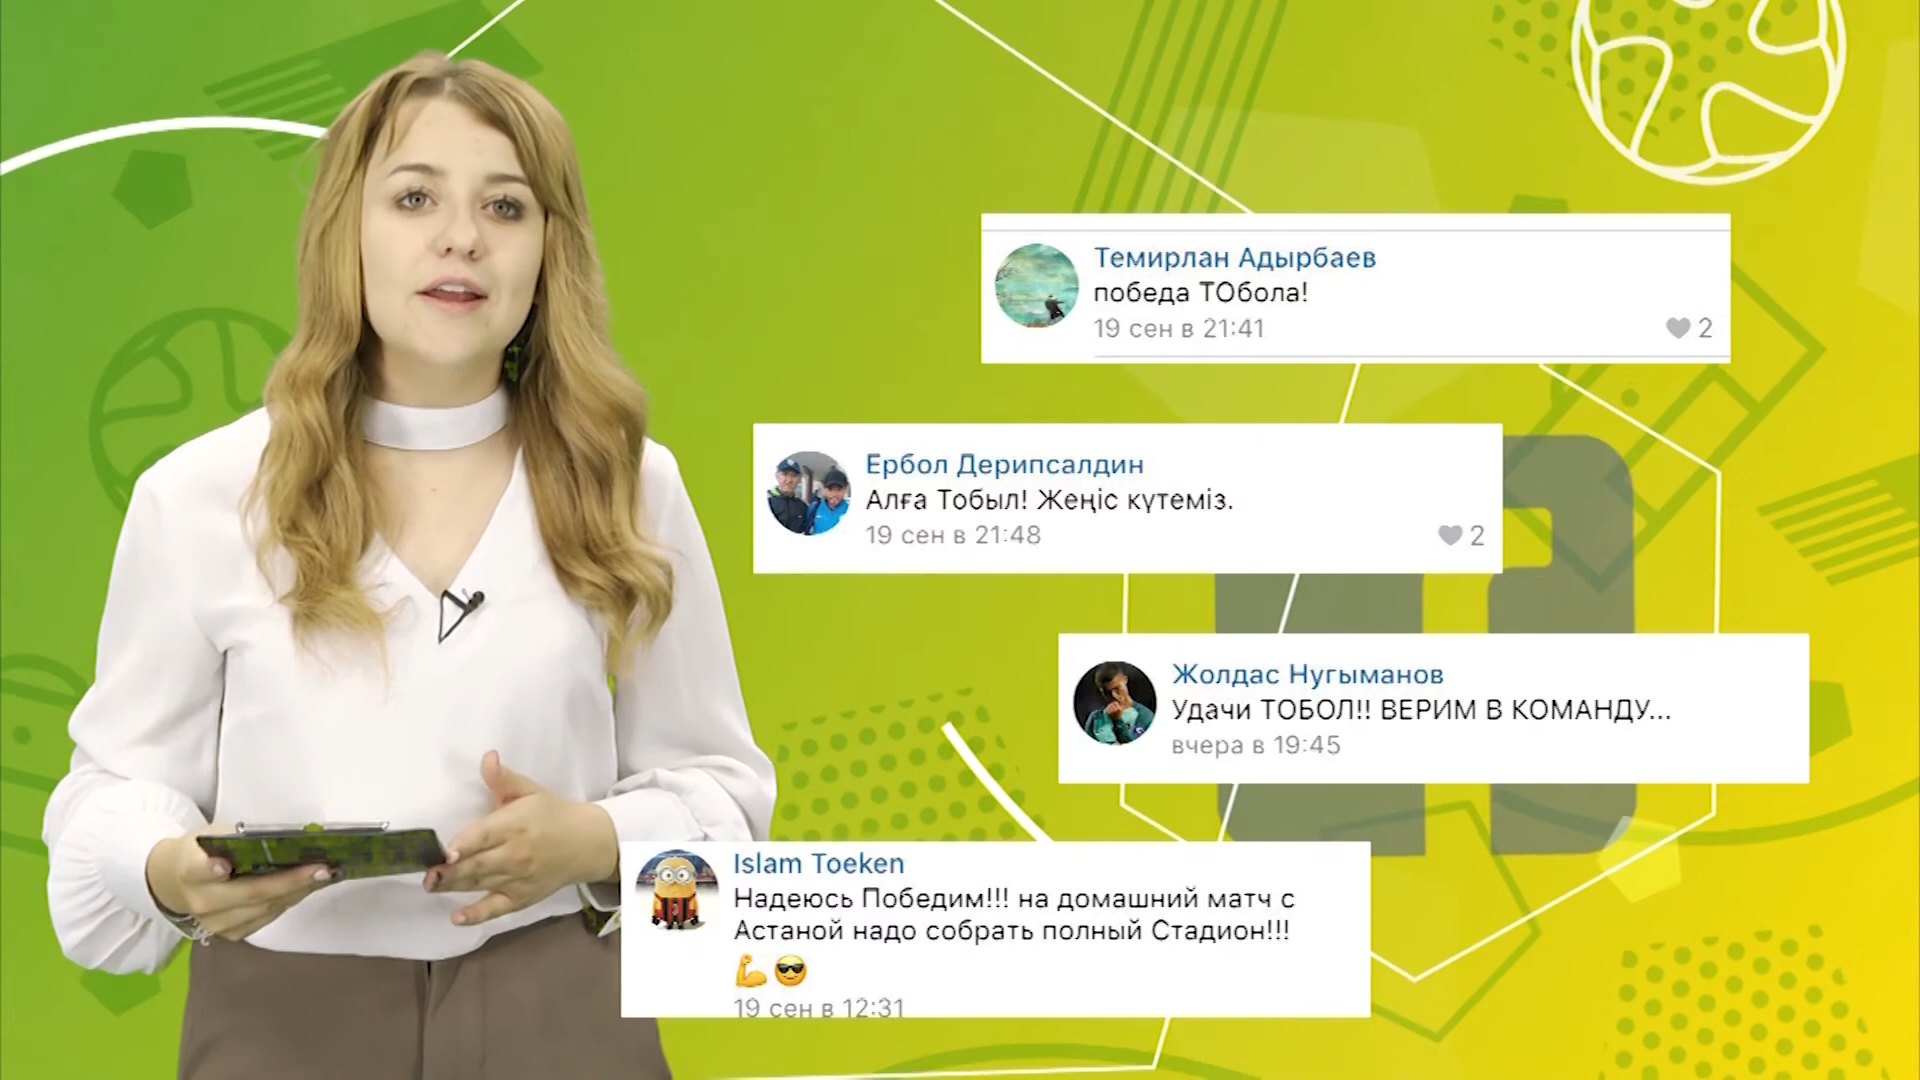 Темирлан Адырбаев
победа ТОбола!
19 сен в 21:41
2
Ербол Дерипсалдин
Алға Тобыл! Жеңіс күтеміз.
19 сен в 21:48
2
Жолдас Нугыманов
Удачи ТОБОЛ!! ВЕРИМ В КОМАНДУ...
вчера в 19:45
Islam Toeken
Надеюсь Победим!!! на домашний матч с
Астаной надо собрать полный Стадион!!!
💪😎
19 сен в 12:31